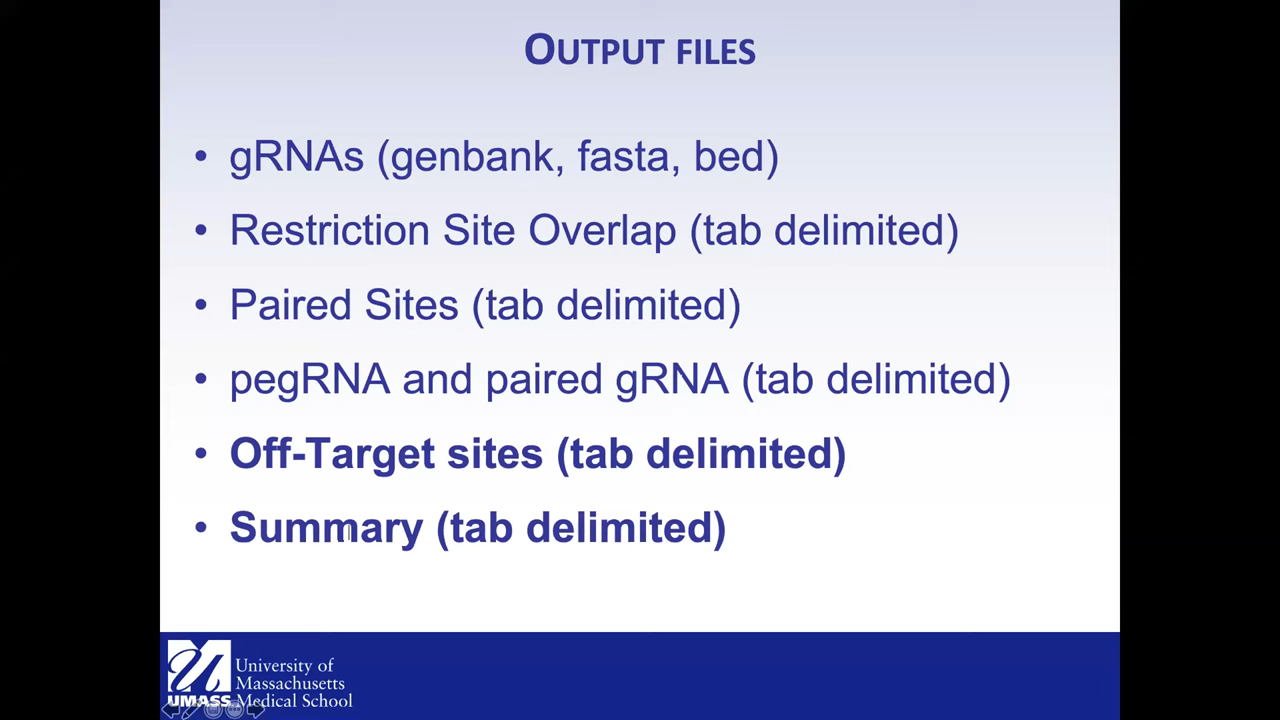 OUTPUT FILES
• gRNAs (genbank, fasta, bed)
• Restriction Site Overlap (tab delimited)
• Paired Sites (tab delimited)
• pegRNA and paired gRNA (tab delimited)
• Off-Target sites (tab delimited)
• Summary (tab delimited)
University of
Massachusetts
UMASS Medical School